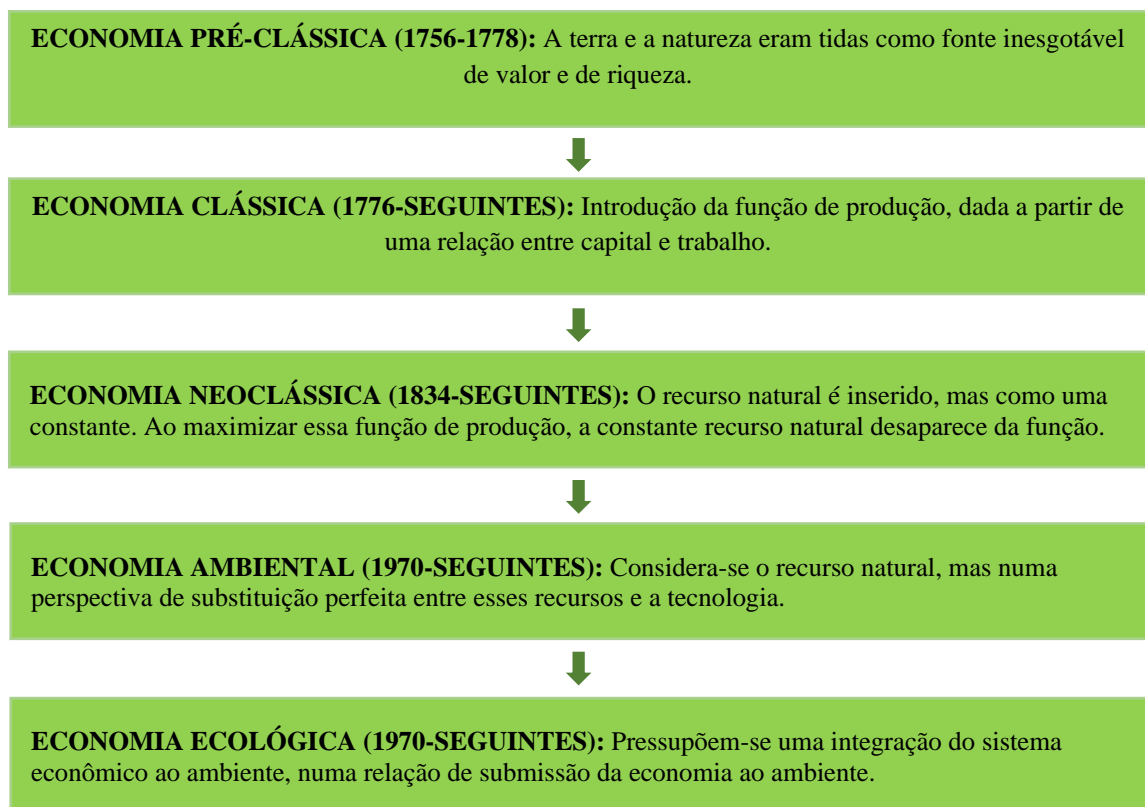 ECONOMIA PRÉ-CLÁSSICA (1756-1778): A terra e a natureza eram tidas como fonte inesgotável
de valor e de riqueza.
ECONOMIA CLÁSSICA (1776-SEGUINTES): Introdução da função de produção, dada a partir de
uma relação entre capital e trabalho.
ECONOMIA NEOCLÁSSICA (1834-SEGUINTES): O recurso natural é inserido, mas como uma
constante. Ao maximizar essa função de produção, a constante recurso natural desaparece da função.
ECONOMIA AMBIENTAL (1970-SEGUINTES): Considera-se o recurso natural, mas numa
perspectiva de substituição perfeita entre esses recursos e a tecnologia.
ECONOMIA ECOLÓGICA (1970-SEGUINTES): Pressupõem-se uma integração do sistema
econômico ao ambiente, numa relação de submissão da economia ao ambiente.